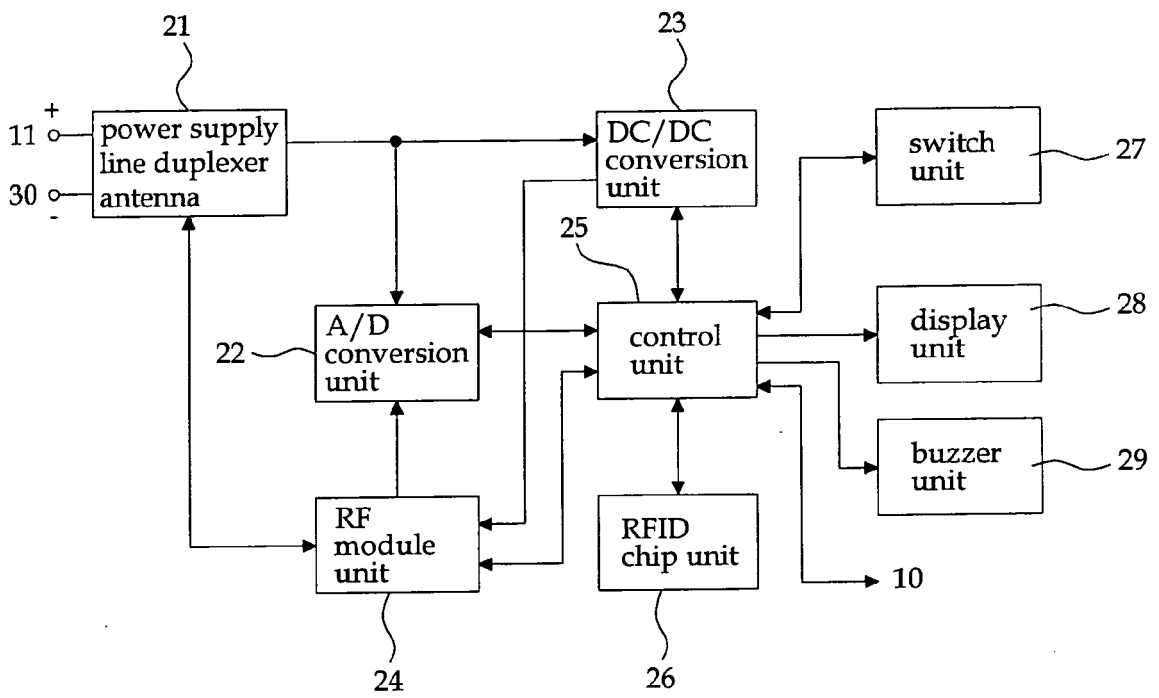 21
23
+
11
power supply
line duplexer
antenna
30
-
DC/DC
conversion
unit
switch
unit
27
25
A/D
conversion
unit
22
control
unit
display
unit
28
buzzer
unit
29
RF
module
unit
RFID
chip unit
10
24
26